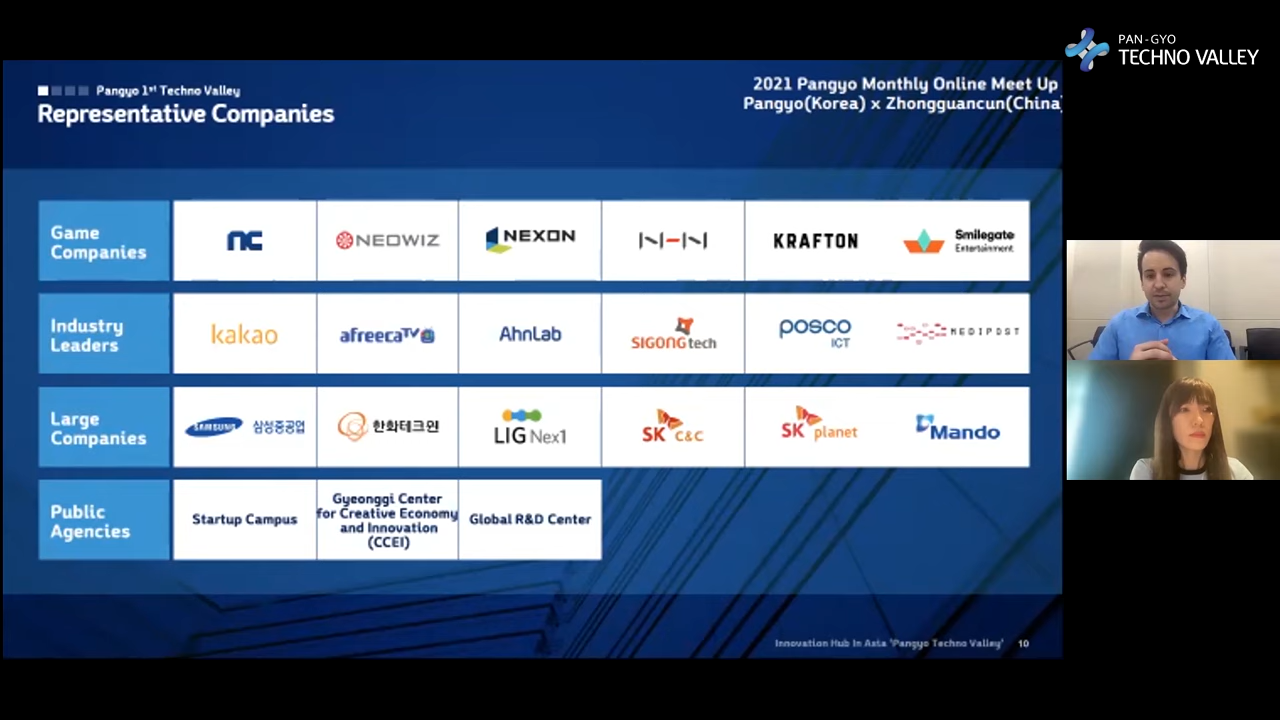 PAN-GYO
TECHNO VALLEY
Pangyo 1st Techno Valley
Representative Companies
2021 Pangyo Monthly Online Meet Up
Pangyo(Korea) x Zhongguancun(China)
Game
Companies
nc
NEOWIZ
NEXON
KRAFTON
Smilegate
Entertainment
Industry
Leaders
kakao
afreecaTV
AhnLab
SIGONGtech
posco
ICT
MEDIPOST
Large
Companies
SAMSUNG 삼성중공업
한화테크윈
LIG Nex1
SK C&C
SK planet
Mando
Public
Agencies
Startup Campus
Gyeonggi Center
for Creative Economy
and Innovation
(CCEI)
Global R&D Center
Innovation Hub In Asia 'Pangyo Techno Valley' 10